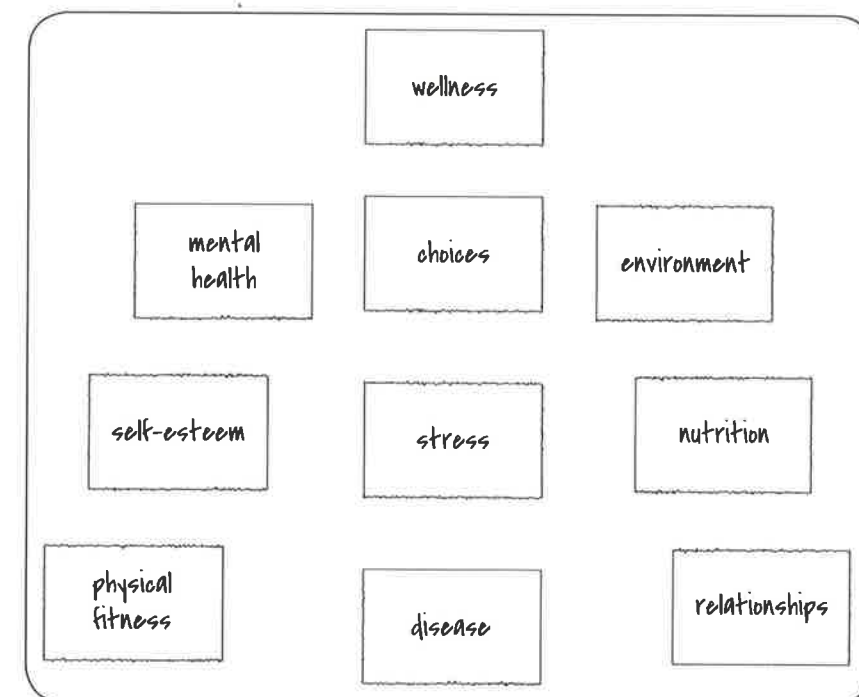 wellness
mental
health
choices
environment
self-esteem
stress
nutrition
physical
fitness
disease
relationships